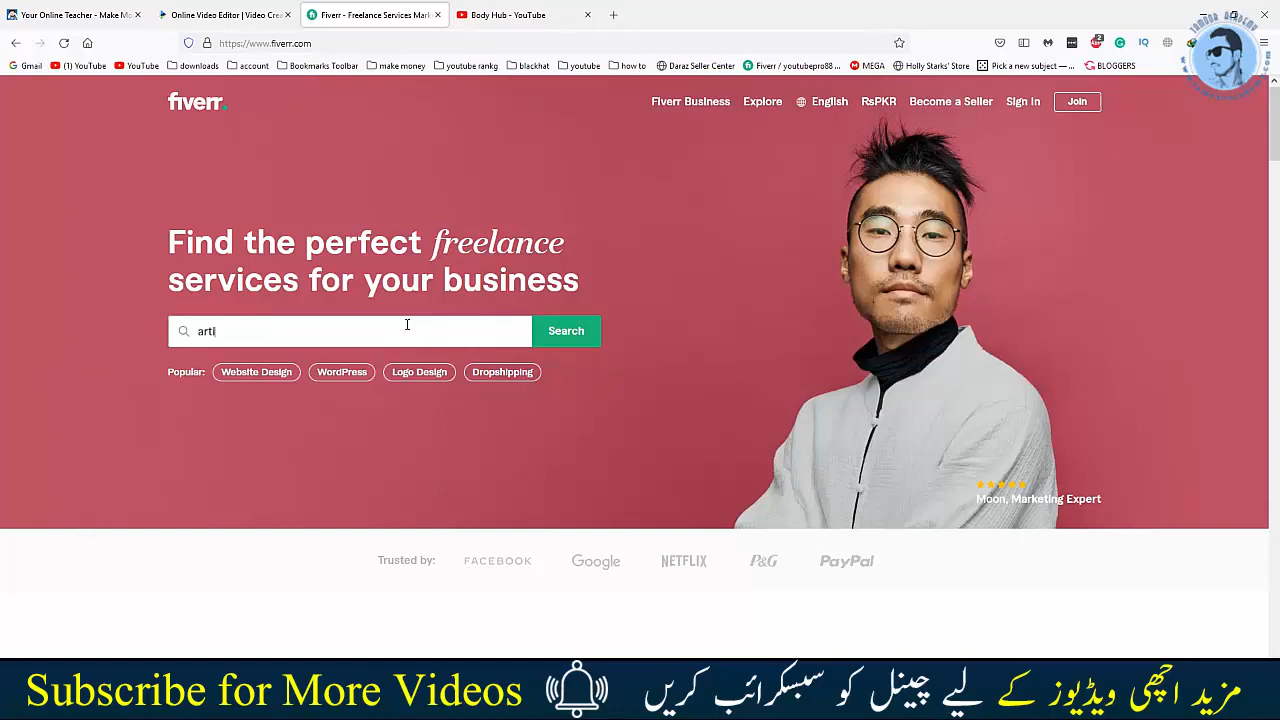 Your Online Teacher - Make Mo
Online Video Editor | Video Crea
Fiverr - Freelance Services Mark
Body Hub - YouTube
https://www.fiverr.com
Gmail
(1) YouTube
YouTube
downloads
account
Bookmarks Toolbar
make money
youtube rankg
blackhat
youtube
how to
Daraz Seller Center
Fiverr / youtubepro88...
MEGA
Holly Starks' Store
Pick a new subject —...
BLOGGERS
fiverr.
Fiverr Business
Explore
English
RsPKR
Become a Seller
Sign In
Join
Find the perfect freelance
services for your business
arti
Search
Popular:
Website Design
WordPress
Logo Design
Dropshipping
Moon, Marketing Expert
Trusted by:
FACEBOOK
Google
NETFLIX
P&G
PayPal
Subscribe for More Videos
مزید اچھی ویڈیوز کے لیے چینل کو سبسکرائب کریں